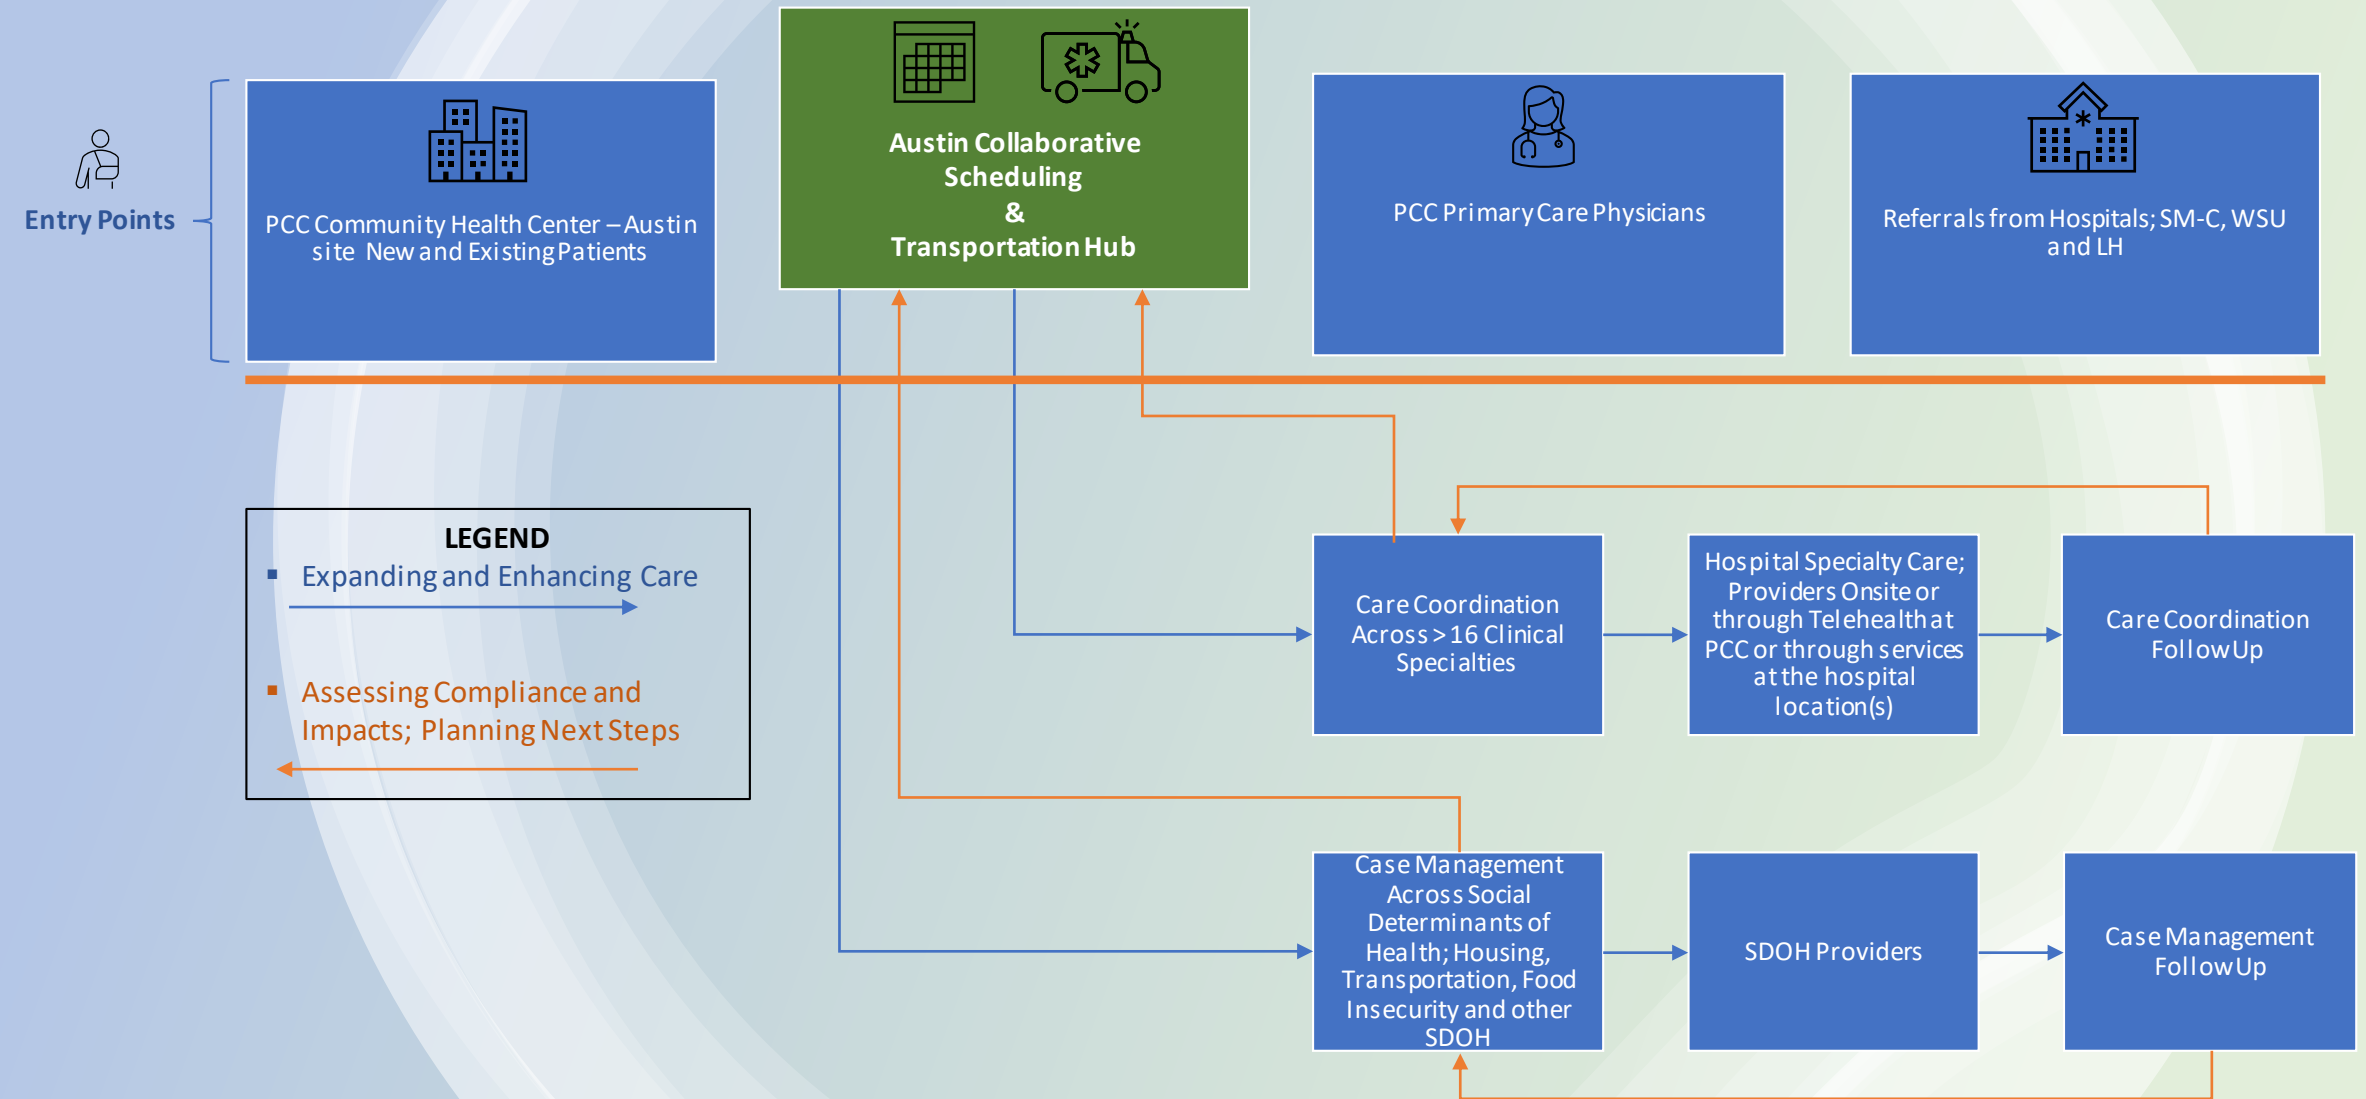 Entry Points
PCC Community Health Center – Austin
site New and Existing Patients
Austin Collaborative
Scheduling
&
Transportation Hub
PCC Primary Care Physicians
Referrals from Hospitals; SM-C, WSU
and LH
LEGEND
▪ Expanding and Enhancing Care
▪ Assessing Compliance and
Impacts; Planning Next Steps
Care Coordination
Across > 16 Clinical
Specialties
Hospital Specialty Care;
Providers Onsite or
through Telehealth at
PCC or through services
at the hospital
location(s)
Care Coordination
Follow Up
Case Management
Across Social
Determinants of
Health; Housing,
Transportation, Food
Insecurity and other
SDOH
SDOH Providers
Case Management
Follow Up